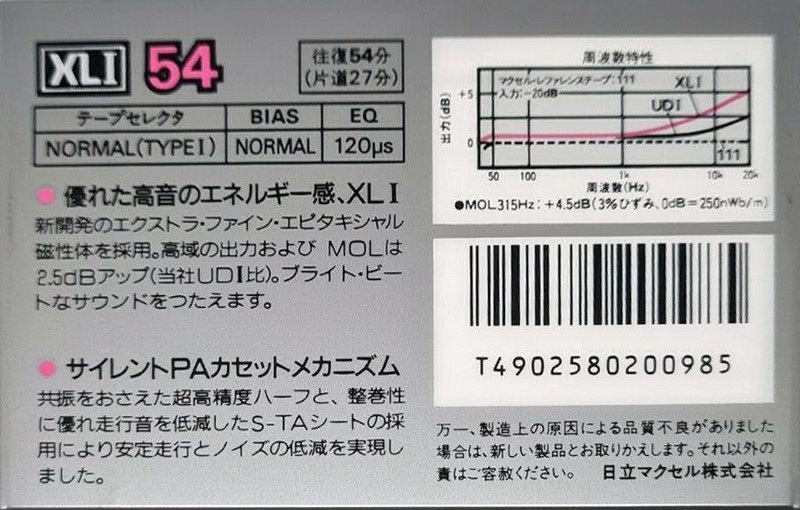 XLⅠ 54
往復54分
(片道27分)
テープセレクタ BIAS EQ
NORMAL(TYPEⅠ) NORMAL 120μs
● 優れた高音のエネルギー感、XLⅠ
新開発のエクストラ・ファイン・エピタキシャル
磁性体を採用。高域の出力および MOLは
2.5dBアップ(当社UDⅠ比)。ブライト・ビー
トなサウンドをつたえます。
● サイレントPAカセットメカニズム
共振をおさえた超高精度ハーフと、整巻性
に優れ走行音を低減したS-TAシートの採
用により安定走行とノイズの低減を実現し
ました。
周波数特性
マクセル・レファレンステープ:111
入力:-20dB
XLⅠ
UDⅠ
111
出力(dB)
+5
0
50 100 1k 10k 20k
周波数(Hz)
●MOL315Hz:+4.5dB(3%ひずみ、0dB=250nWb/m)
T4902580200985
万一、製造上の原因による品質不良がありました
場合は、新しい製品とお取りかえします。それ以外の
責はご容赦ください。 日立マクセル株式会社